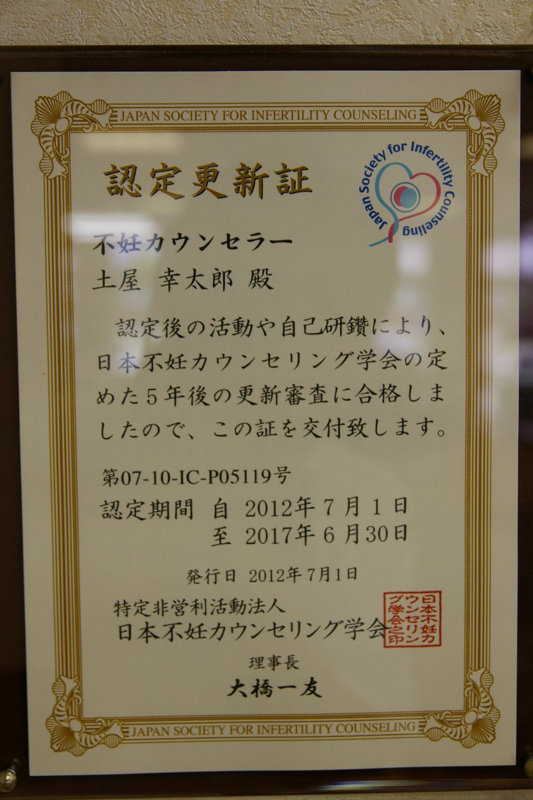 JAPAN SOCIETY FOR INFERTILITY COUNSELING
認定更新証
Japan Society for Infertility Counseling
不妊カウンセラー
土屋 幸太郎 殿
認定後の活動や自己研鑽により、
日本不妊カウンセリング学会の定
めた5年後の更新審査に合格しま
したので、この証を交付致します。
第07-10-IC-P05119号
認定期間 自 2012年7月1日
至 2017年6月30日
発行日 2012年7月1日
特定非営利活動法人
日本不妊カウンセリング学会
日本不妊カ
ウンセリン
グ学会之印
理事長
大橋一友
JAPAN SOCIETY FOR INFERTILITY COUNSELING